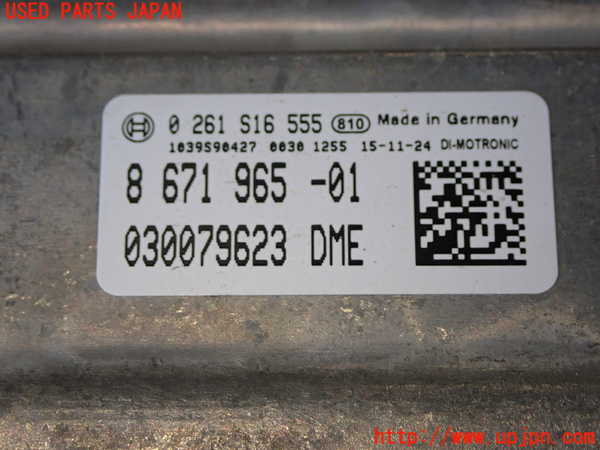 USED PARTS JAPAN
0 261 S16 555 810 Made in Germany
1039S90427 0030 1255 15-11-24 DI-MOTRONIC
8 671 965 -01
030079623 DME
http://www.upjpn.com/